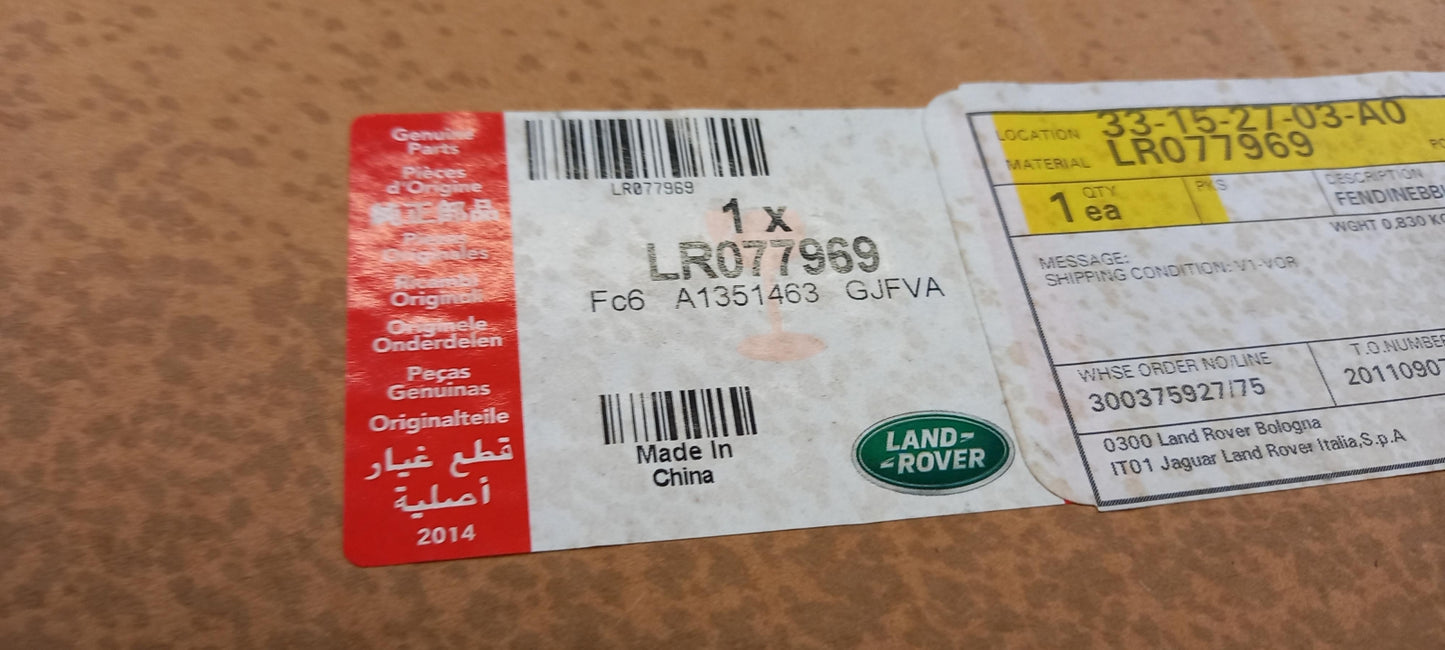 Genuine
Parts
Pièces
d'Origine
純正部品
Originales
Ricambi
Originali
Originele
Onderdelen
Peças
Genuinas
Originalteile
قطع غيار
أصلية
2014
LR077969
1 x
LR077969
Fc6 A1351463 GJFVA
Made In
China
LAND
ROVER
LOCATION 33-15-27-03-A0
MATERIAL LR077969
QTY
1 ea
PKS
DESCRIPTION
FENDINEBB
WGHT 0,830 KG
MESSAGE:
SHIPPING CONDITION: V1-VOR
WHSE ORDER NO/LINE
300375927/75
T.O.NUMBER
20110907
0300 Land Rover Bologna
IT01 Jaguar Land Rover Italia,S.p.A